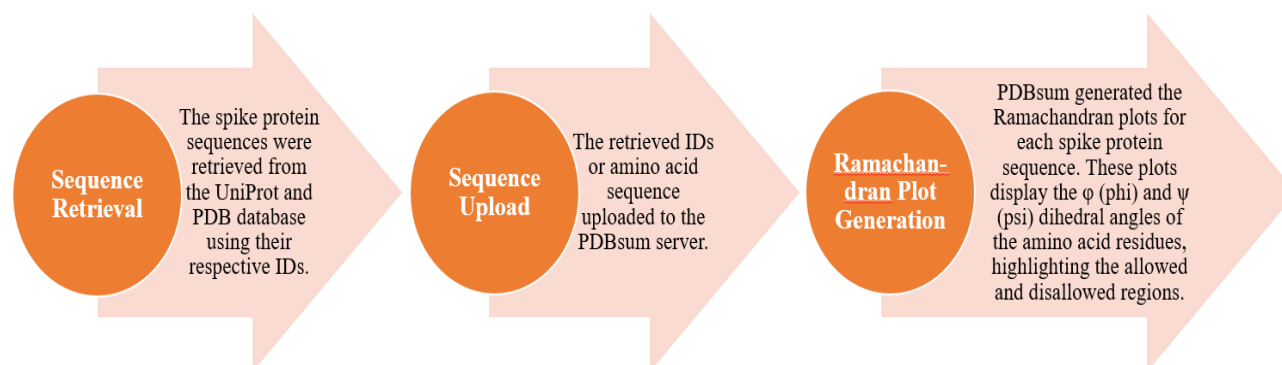 Sequence
Retrieval
The spike protein
sequences were
retrieved from
the UniProt and
PDB database
using their
respective IDs.
Sequence
Upload
The retrieved IDs
or amino acid
sequence
uploaded to the
PDBsum server.
Ramachan-
dran Plot
Generation
PDBsum generated the
Ramachandran plots for
each spike protein
sequence. These plots
display the φ (phi) and ψ
(psi) dihedral angles of
the amino acid residues,
highlighting the allowed
and disallowed regions.